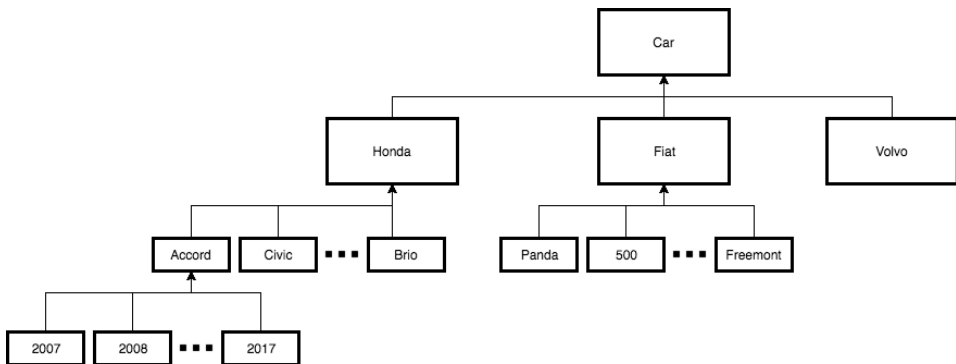 Car
Honda
Fiat
Volvo
Accord
Civic
Brio
Panda
500
Freemont
2007
2008
2017